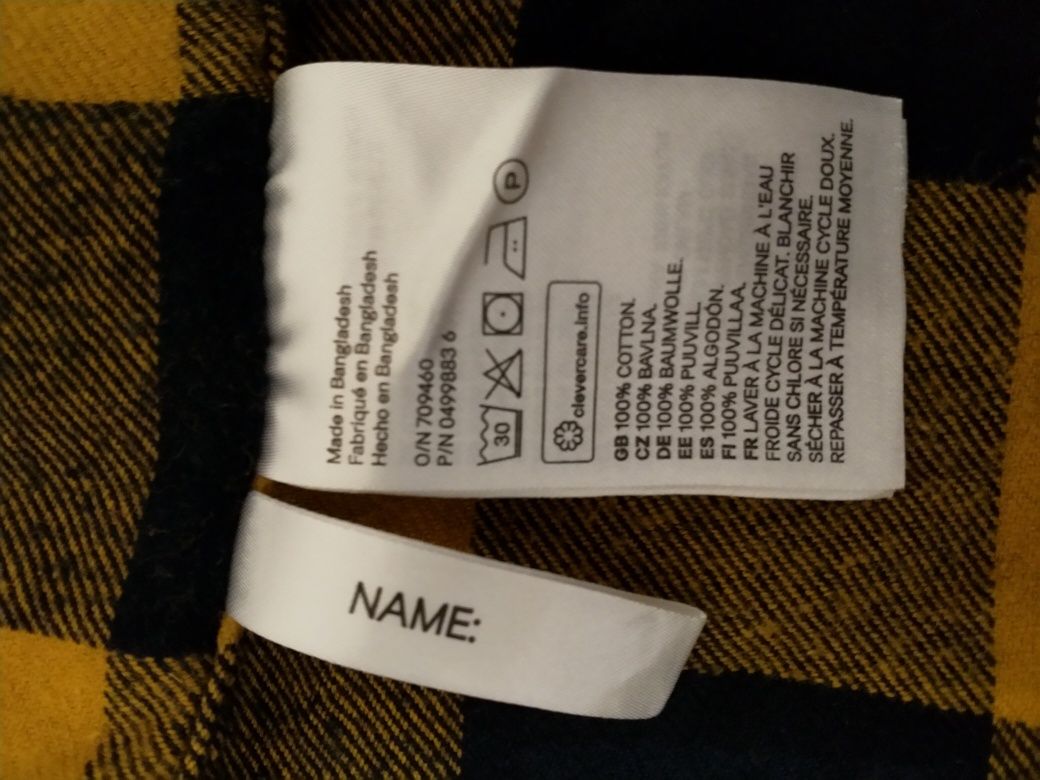 Made in Bangladesh
Fabriqué en Bangladesh
Hecho en Bangladesh
O/N 709460
P/N 0499883 6
30
P
clevercare.info
GB 100% COTTON.
CZ 100% BAVLNA.
DE 100% BAUMWOLLE.
EE 100% PUUVILL.
ES 100% ALGODÓN.
FI 100% PUUVILLAA.
FR LAVER À LA MACHINE À L'EAU
FROIDE CYCLE DÉLICAT. BLANCHIR
SANS CHLORE SI NÉCESSAIRE.
SÉCHER À LA MACHINE CYCLE DOUX.
REPASSER À TEMPÉRATURE MOYENNE.
NAME: